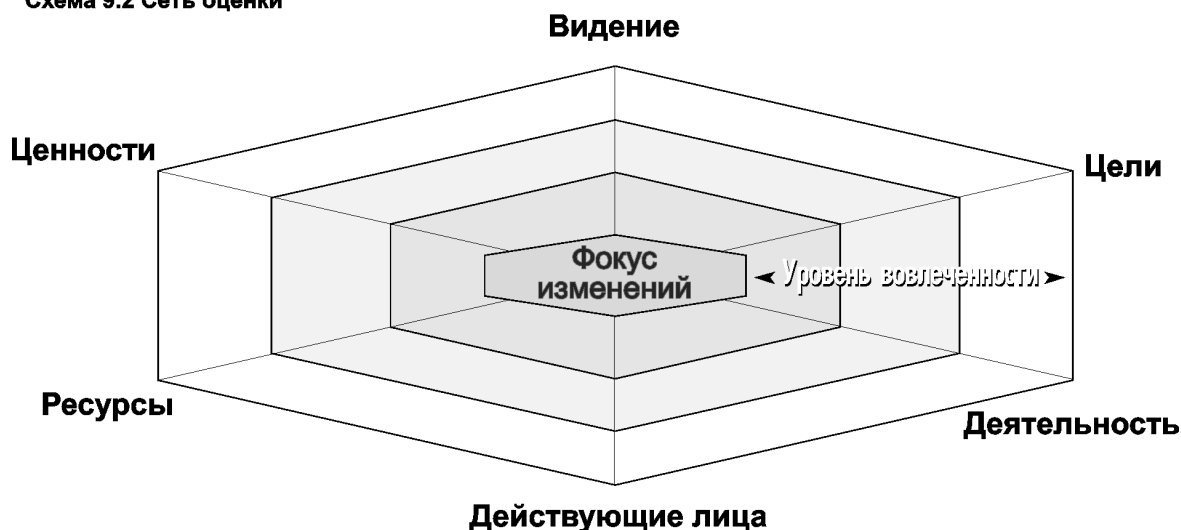 Схема 9.2 Сеть оценки
Видение
Ценности
Цели
Фокус
изменений
Уровень вовлеченности
Ресурсы
Деятельность
Действующие лица